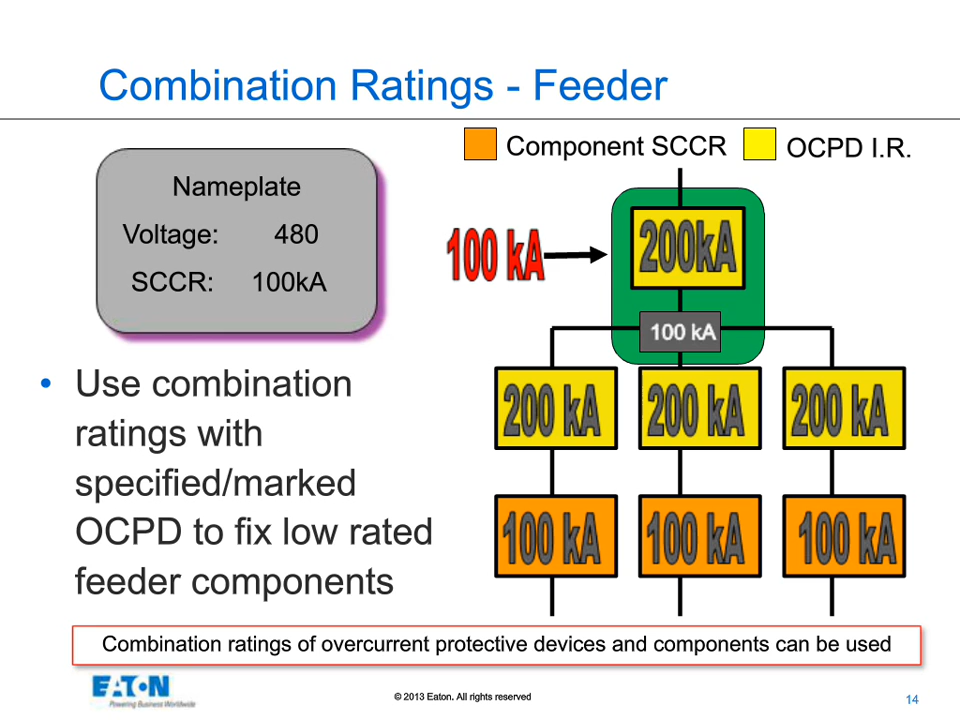 Combination Ratings - Feeder
Component SCCR
OCPD I.R.
Nameplate
Voltage: 480
SCCR: 100kA
100 kA
200kA
100 kA
200 kA
200 kA
200 kA
100 kA
100 kA
100 kA
• Use combination
ratings with
specified/marked
OCPD to fix low rated
feeder components
Combination ratings of overcurrent protective devices and components can be used
EATON
Powering Business Worldwide
© 2013 Eaton. All rights reserved
14